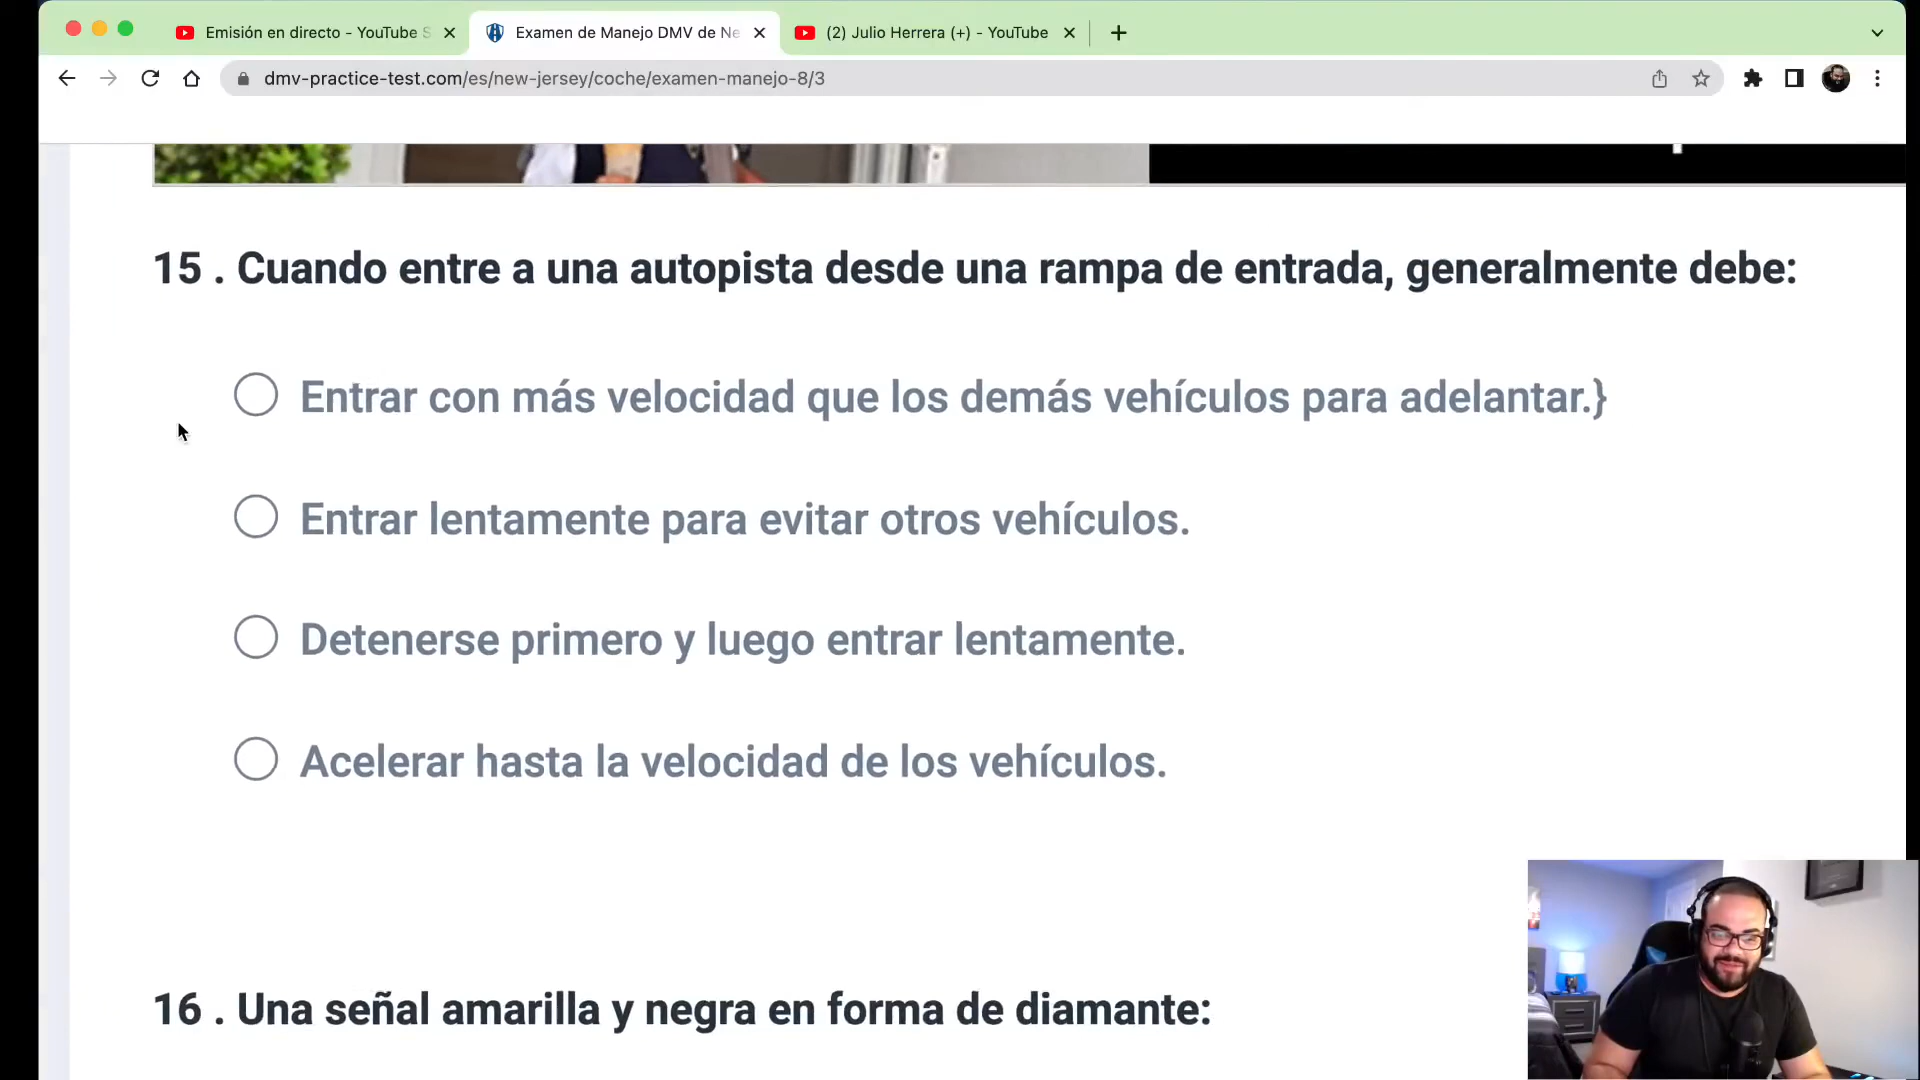 Emisión en directo - YouTube S
Examen de Manejo DMV de Ne
(2) Julio Herrera (+) - YouTube
dmv-practice-test.com/es/new-jersey/coche/examen-manejo-8/3
15 . Cuando entre a una autopista desde una rampa de entrada, generalmente debe:
Entrar con más velocidad que los demás vehículos para adelantar.}
Entrar lentamente para evitar otros vehículos.
Detenerse primero y luego entrar lentamente.
Acelerar hasta la velocidad de los vehículos.
16 . Una señal amarilla y negra en forma de diamante: